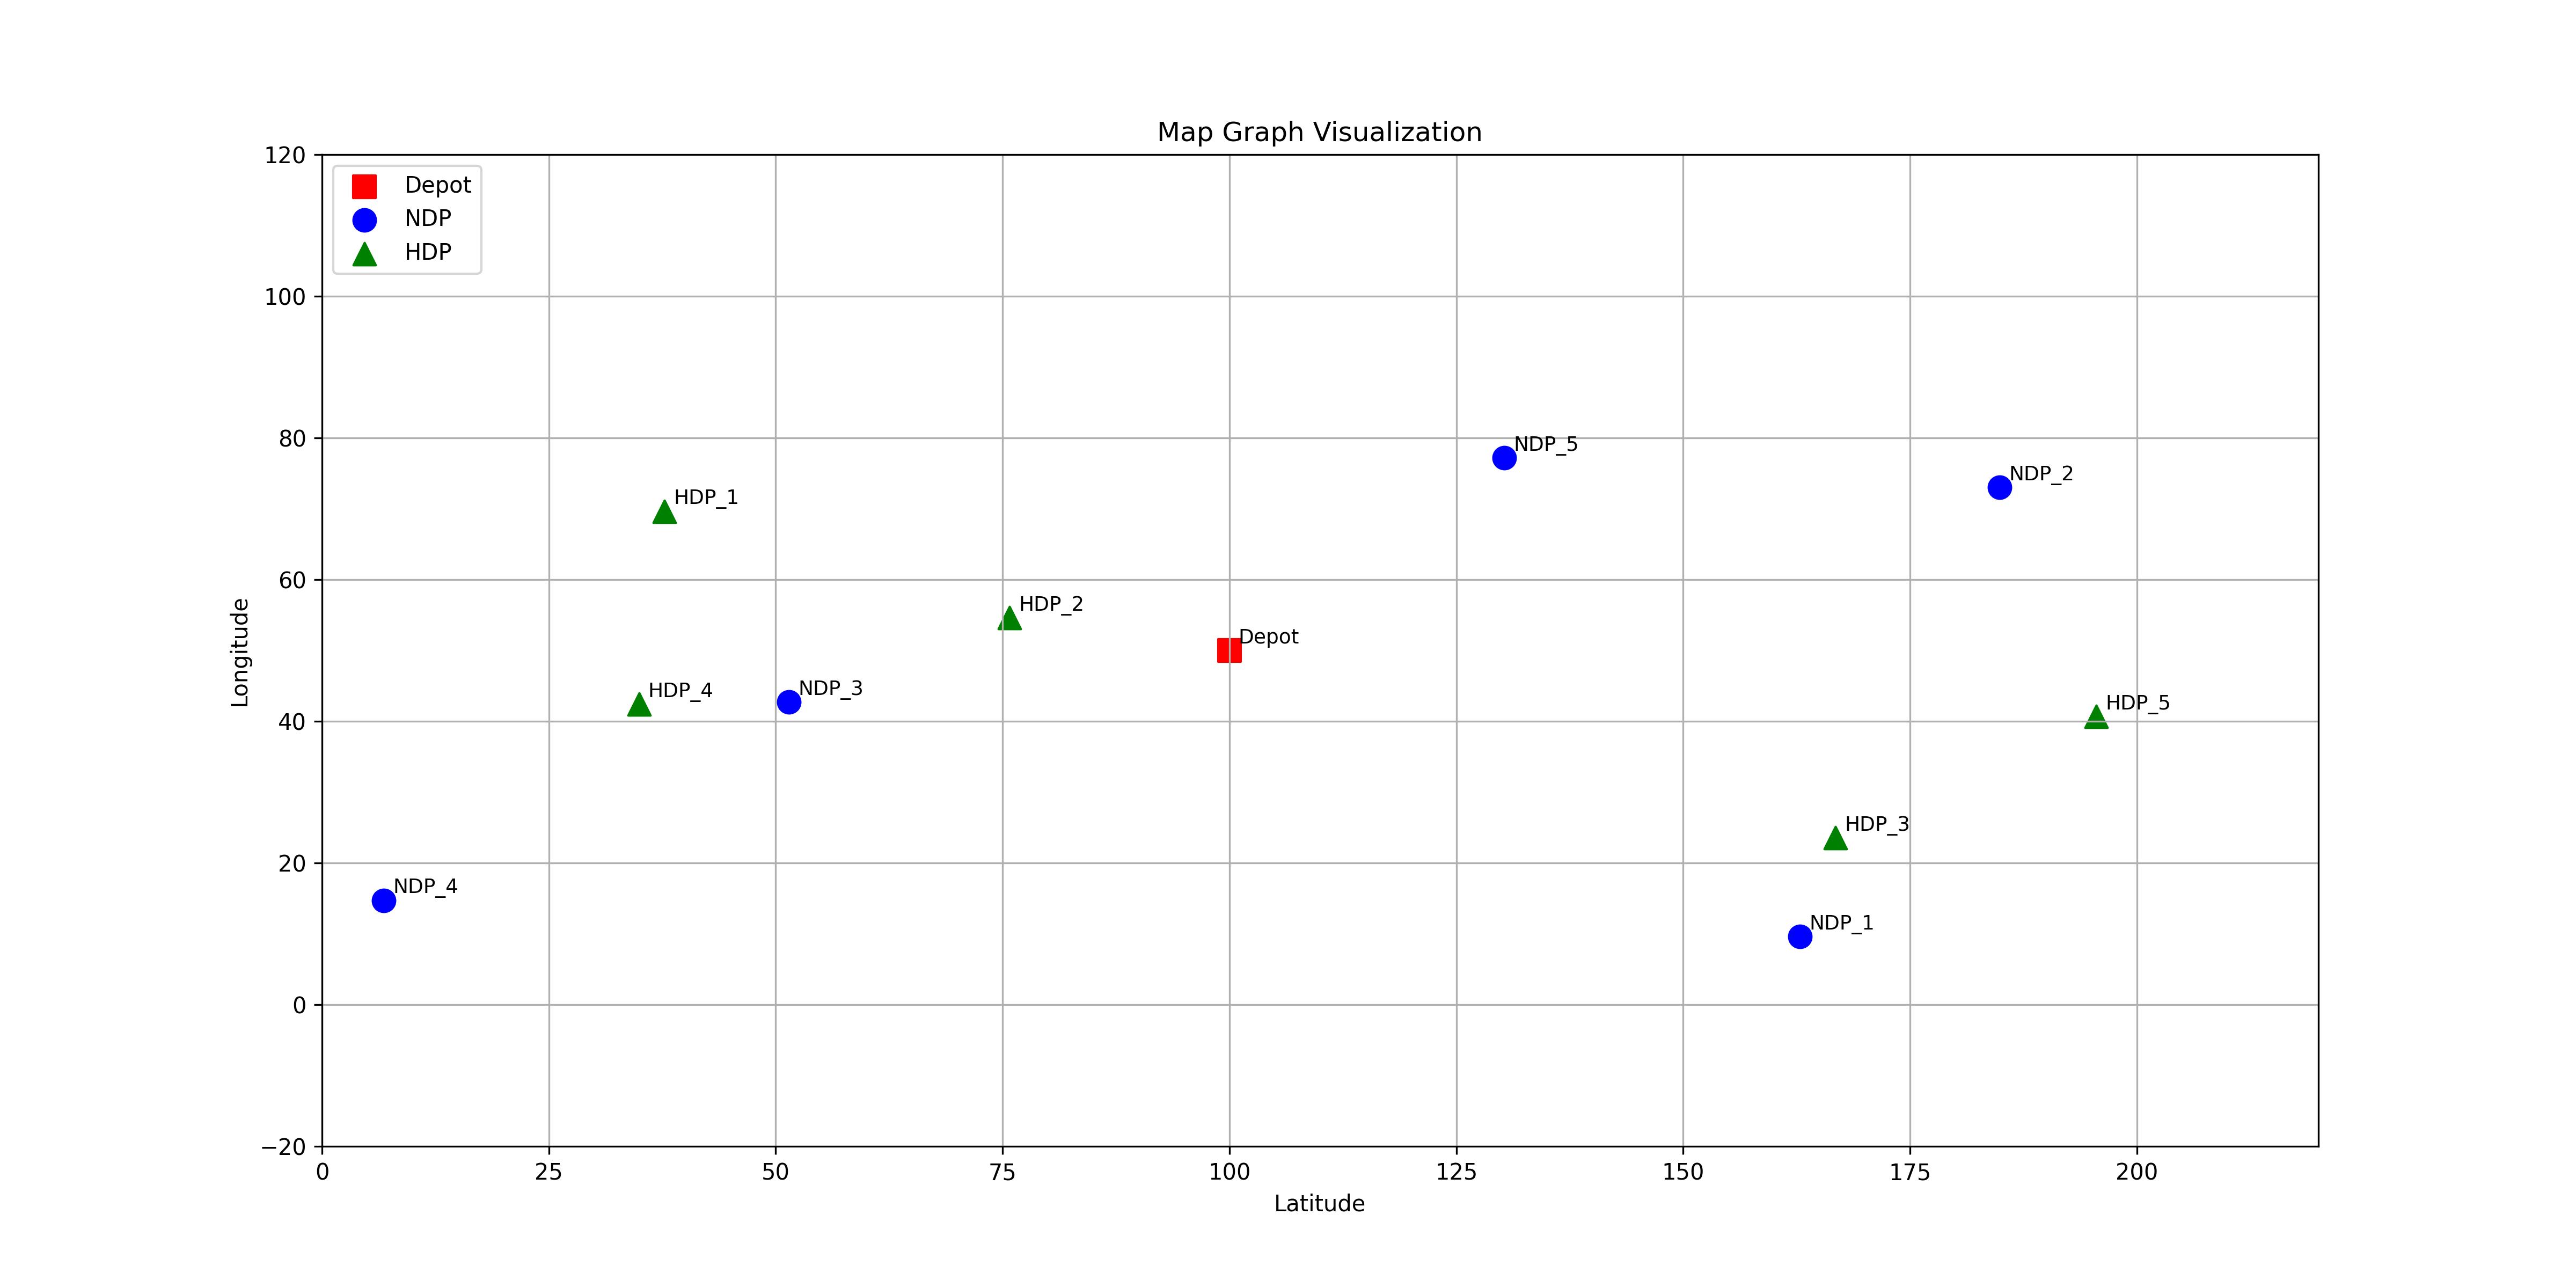 Map Graph Visualization
120
100
80
60
40
20
0
−20
Longitude
Depot
NDP
HDP
NDP_5
NDP_2
HDP_1
HDP_2
Depot
HDP_4
NDP_3
HDP_5
HDP_3
NDP_4
NDP_1
0 25 50 75 100 125 150 175 200
Latitude